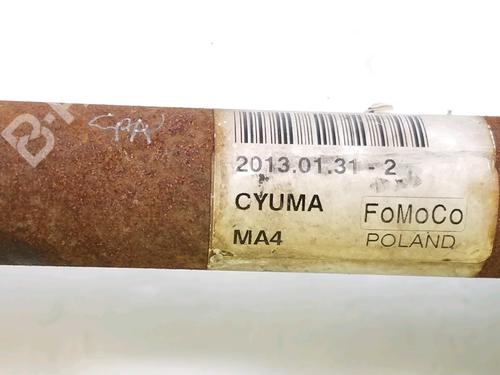 2013.01.31 - 2
CYUMA
FoMoCo
MA4
POLAND